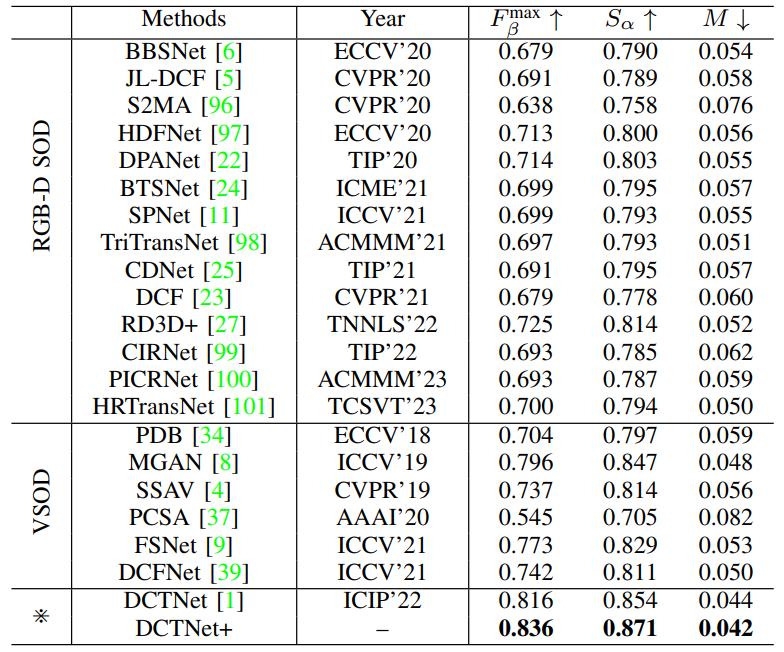 Methods Year F_β^max ↑ S_α ↑ M ↓
RGB-D SOD
BBSNet [6] ECCV'20 0.679 0.790 0.054
JL-DCF [5] CVPR'20 0.691 0.789 0.058
S2MA [96] CVPR'20 0.638 0.758 0.076
HDFNet [97] ECCV'20 0.713 0.800 0.056
DPANet [22] TIP'20 0.714 0.803 0.055
BTSNet [24] ICME'21 0.699 0.795 0.057
SPNet [11] ICCV'21 0.699 0.793 0.055
TriTransNet [98] ACMMM'21 0.697 0.793 0.051
CDNet [25] TIP'21 0.691 0.795 0.057
DCF [23] CVPR'21 0.679 0.778 0.060
RD3D+ [27] TNNLS'22 0.725 0.814 0.052
CIRNet [99] TIP'22 0.693 0.785 0.062
PICRNet [100] ACMMM'23 0.693 0.787 0.059
HRTransNet [101] TCSVT'23 0.700 0.794 0.050
VSOD
PDB [34] ECCV'18 0.704 0.797 0.059
MGAN [8] ICCV'19 0.796 0.847 0.048
SSAV [4] CVPR'19 0.737 0.814 0.056
PCSA [37] AAAI'20 0.545 0.705 0.082
FSNet [9] ICCV'21 0.773 0.829 0.053
DCFNet [39] ICCV'21 0.742 0.811 0.050
※
DCTNet [1] ICIP'22 0.816 0.854 0.044
DCTNet+ – 0.836 0.871 0.042